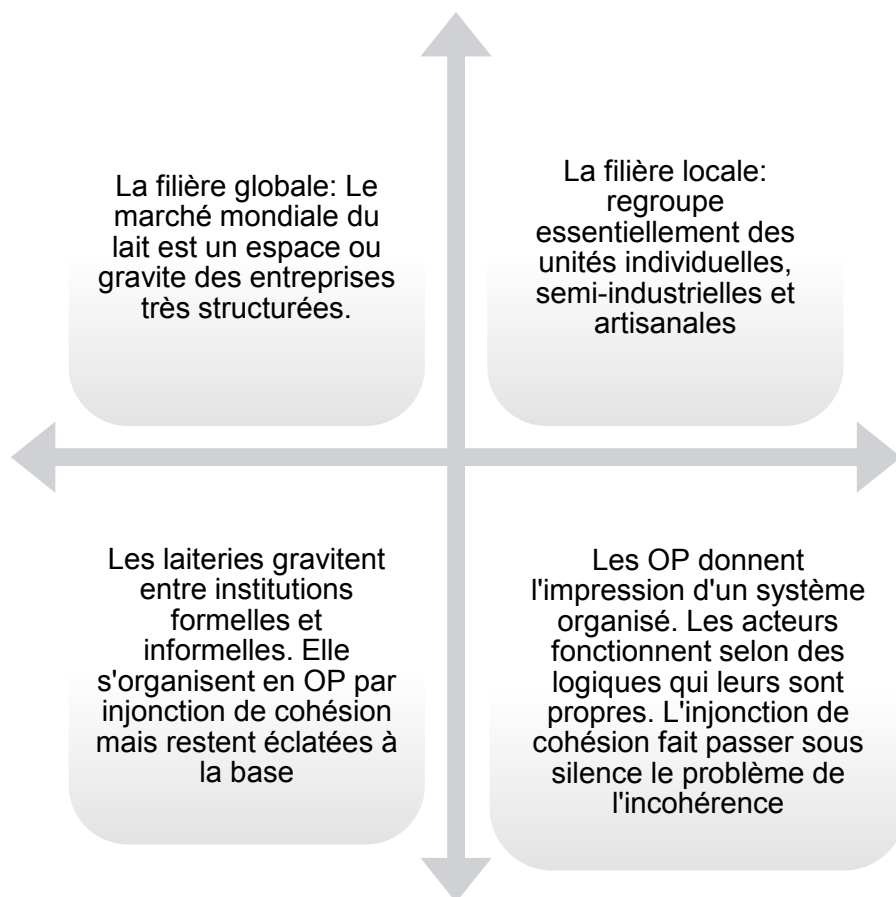 La filière globale: Le
marché mondiale du
lait est un espace ou
gravite des entreprises
très structurées.
La filière locale:
regroupe
essentiellement des
unités individuelles,
semi-industrielles et
artisanales
Les laiteries gravitent
entre institutions
formelles et
informelles. Elle
s'organisent en OP par
injonction de cohésion
mais restent éclatées à
la base
Les OP donnent
l'impression d'un système
organisé. Les acteurs
fonctionnent selon des
logiques qui leurs sont
propres. L'injonction de
cohésion fait passer sous
silence le problème de
l'incohérence